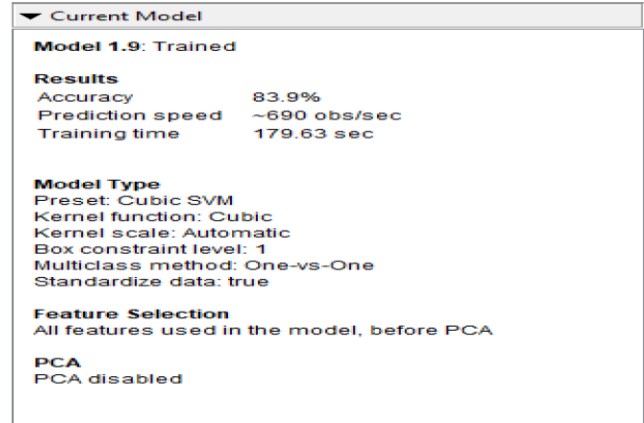 Current Model
Model 1.9: Trained
Results
Accuracy 83.9%
Prediction speed ~690 obs/sec
Training time 179.63 sec
Model Type
Preset: Cubic SVM
Kernel function: Cubic
Kernel scale: Automatic
Box constraint level: 1
Multiclass method: One-vs-One
Standardize data: true
Feature Selection
All features used in the model, before PCA
PCA
PCA disabled